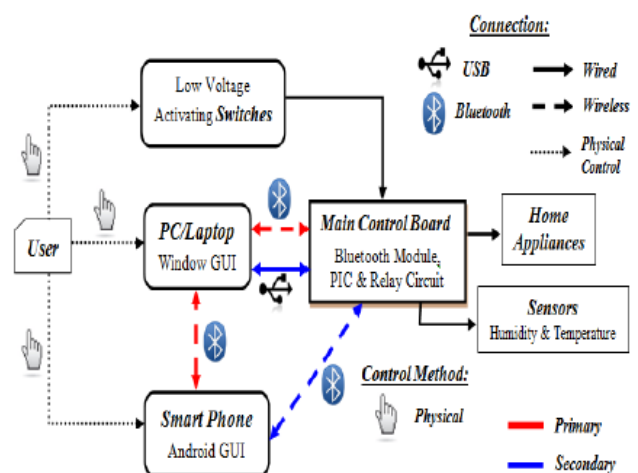 Connection:
USB
Wired
Bluetooth
Wireless
Physical
Control
Low Voltage
Activating Switches
User
PC/Laptop
Window GUI
Main Control Board
Bluetooth Module,
PIC & Relay Circuit
Home
Appliances
Sensors
Humidity & Temperature
Smart Phone
Android GUI
Control Method:
Physical
Primary
Secondary